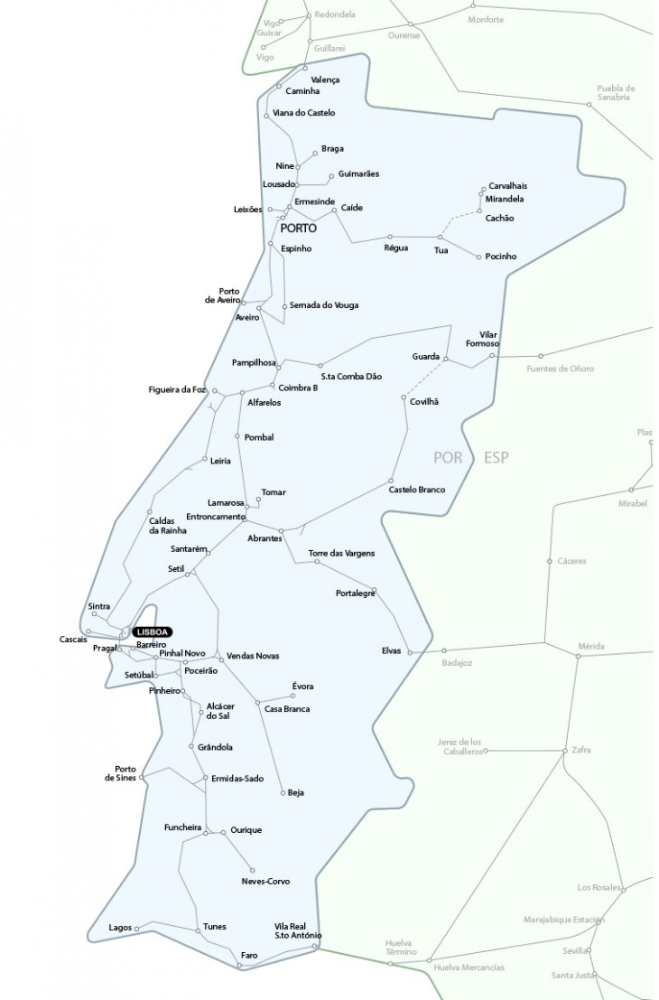 Redondela
Vigo
Guixar
Monforte
Ourense
Guillarei
Vigo
Valença
Caminha
Puebla de
Sanabria
Viana do Castelo
Braga
Nine
Guimarães
Lousado
Carvalhais
Mirandela
Ermesinde
Leixões
Caíde
Cachão
PORTO
Espinho
Régua
Tua
Pocinho
Porto
de Aveiro
Sernada do Vouga
Aveiro
Vilar
Formoso
Guarda
Pampilhosa
Fuentes de Oñoro
S.ta Comba Dão
Figueira da Foz
Coimbra B
Alfarelos
Covilhã
Plas
Pombal
POR
ESP
Leiria
Castelo Branco
Tomar
Lamarosa
Mirabel
Entroncamento
Caldas
da Rainha
Abrantes
Santarém
Torre das Vargens
Cáceres
Setil
Portalegre
Sintra
LISBOA
Cascais
Barreiro
Pragal
Pinhal Novo
Vendas Novas
Elvas
Mérida
Badajoz
Poceirão
Setúbal
Évora
Pinheiro
Alcácer
do Sal
Casa Branca
Jerez de los
Caballeros
Grândola
Zafra
Porto
de Sines
Ermidas-Sado
Beja
Funcheira
Ourique
Neves-Corvo
Los Rosales
Marajabique Estación
Lagos
Tunes
Vila Real
S.to António
Huelva
Término
Sevilla
Faro
Huelva Mercancías
Santa Justa